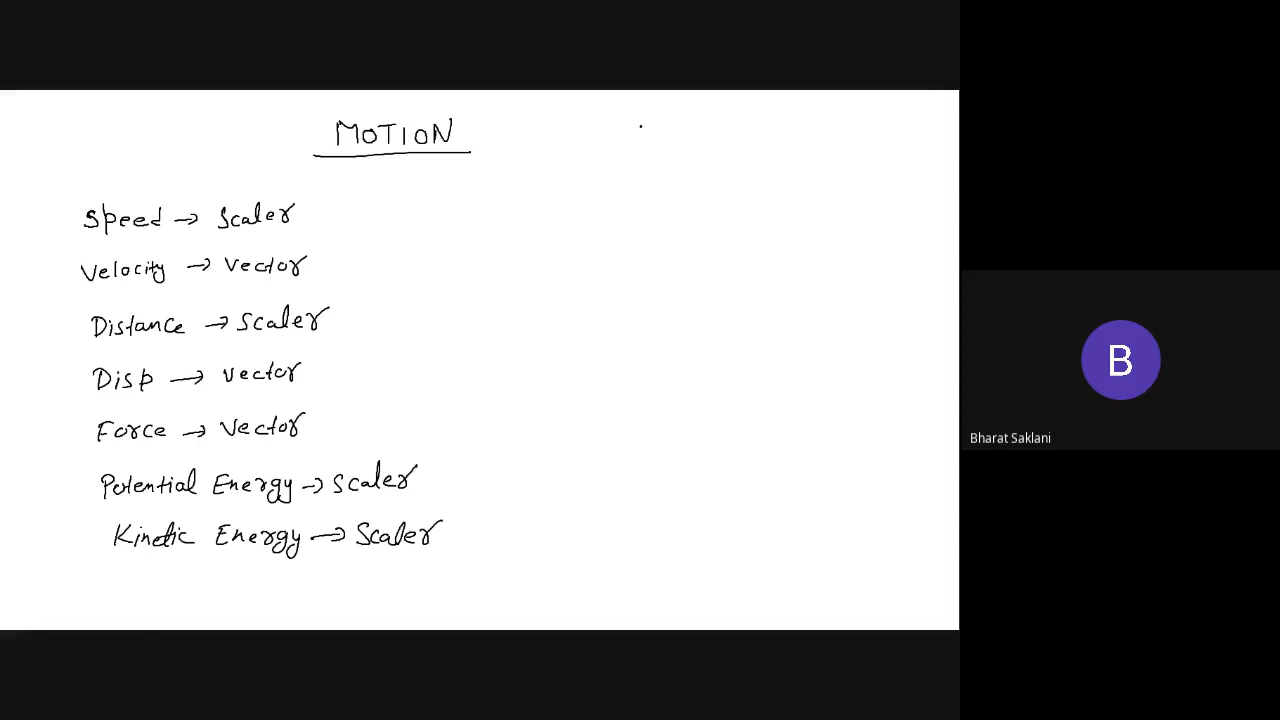 MOTION
Speed → Scaler
Velocity → Vector
Distance → Scaler
Disp → Vector
Force → Vector
Potential Energy → Scaler
Kinetic Energy → Scaler
B
Bharat Saklani